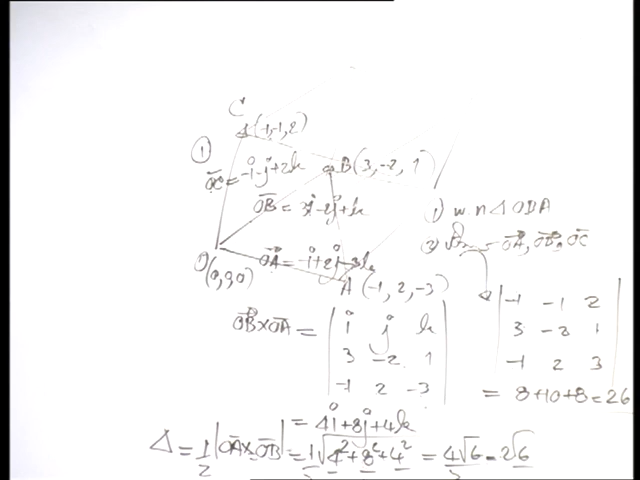 C
(-1,-1,2)
①
OC = -i-j+2k
B(3,-2,1)
OB = 3i-2j+k
① w.n Δ OBA
② OA, OB, OC
O(0,0,0)
OA = -i+2j-3k
A(-1,2,-3)
OB×OA = | i j k |
3 -2 1
-1 2 -3
| -1 -1 2 |
3 -2 1
-1 2 3
= 8+10+8=26
= 4i+8j+4k
Δ = 1/2 |OA×OB| = 1/2 √4²+8²+4² = 4√6/2 = 2√6